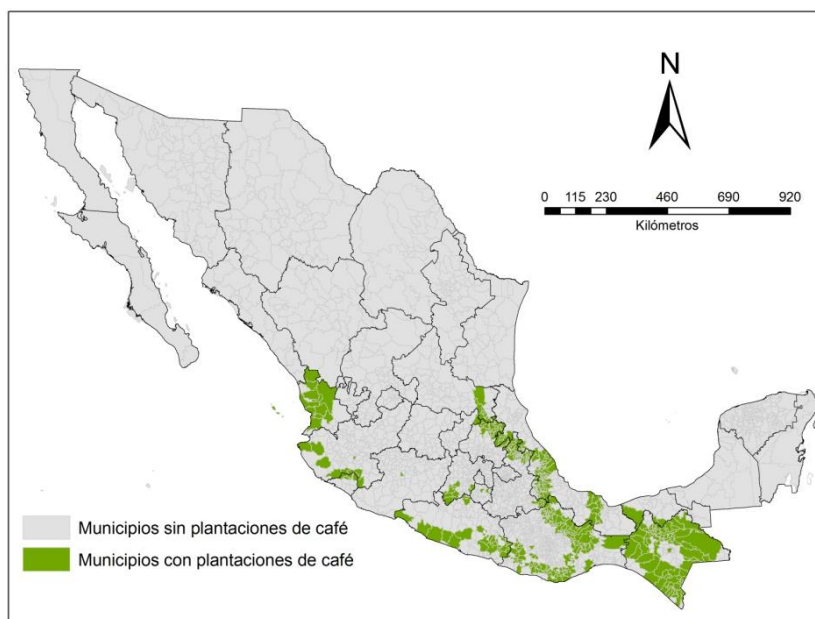 N
0 115 230 460 690 920
Kilómetros
Municipios sin plantaciones de café
Municipios con plantaciones de café